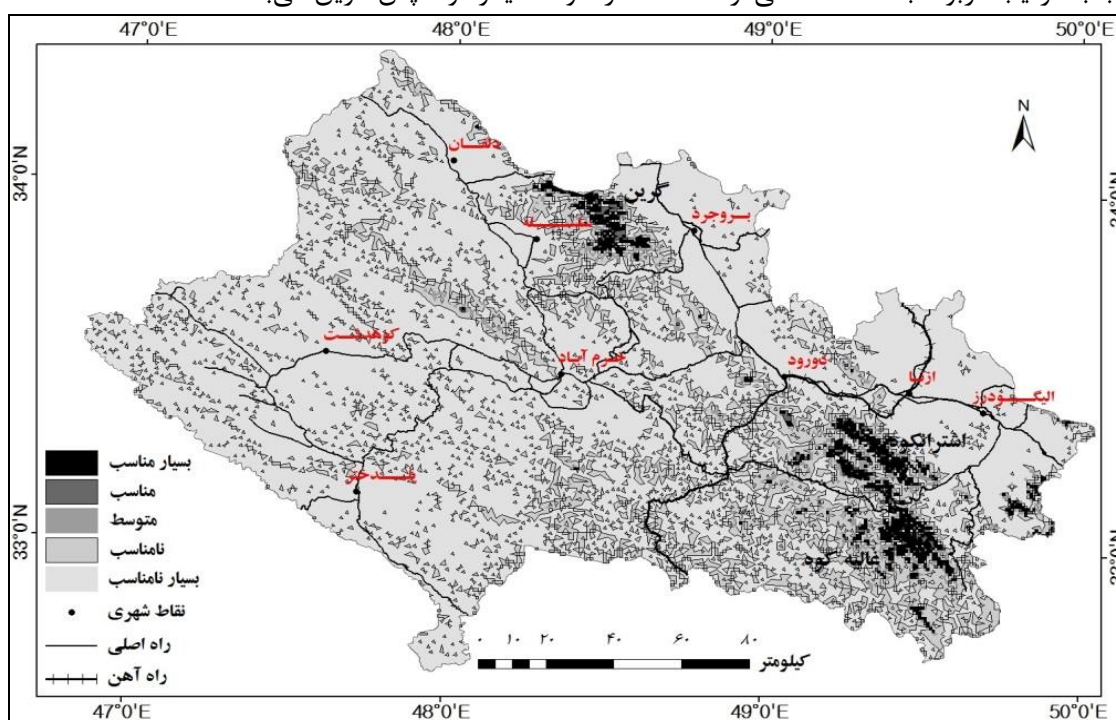 47°0'E 48°0'E 49°0'E 50°0'E
N
34°0'N
دلفان
گرین
بروجرد
کوهدشت
خرم آباد
دورود
ازنا
الیگودرز
اشترانکوه
33°0'N
بسیار مناسب
مناسب
متوسط
نامناسب
بسیار نامناسب
نقاط شهری
راه اصلی
راه آهن
۰ ۱۰ ۲۰ ۴۰ ۶۰ ۸۰
کیلومتر
47°0'E 48°0'E 49°0'E 50°0'E